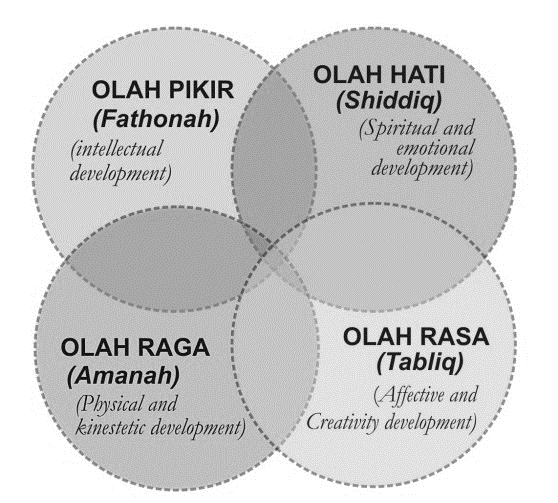 OLAH PIKIR
(Fathonah)
(intellectual
development)
OLAH HATI
(Shiddiq)
(Spiritual and
emotional
development)
OLAH RAGA
(Amanah)
(Physical and
kinestetic development)
OLAH RASA
(Tabliq)
(Affective and
Creativity development)